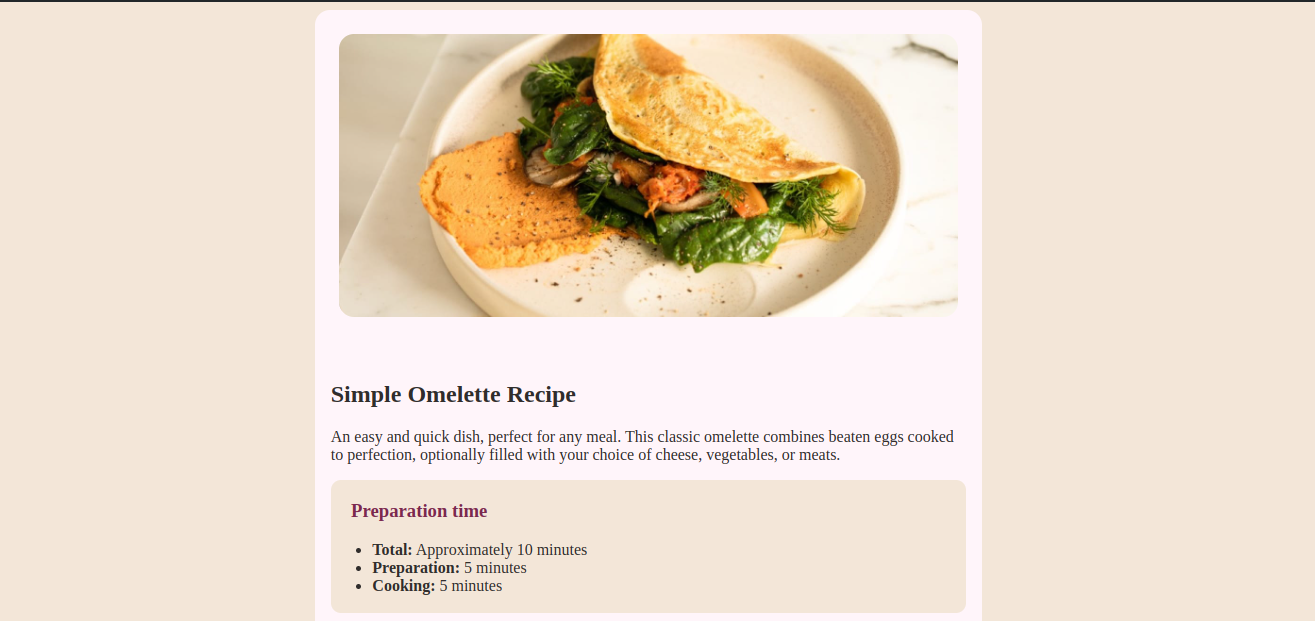 Simple Omelette Recipe
An easy and quick dish, perfect for any meal. This classic omelette combines beaten eggs cooked
to perfection, optionally filled with your choice of cheese, vegetables, or meats.
Preparation time
Total: Approximately 10 minutes
Preparation: 5 minutes
Cooking: 5 minutes